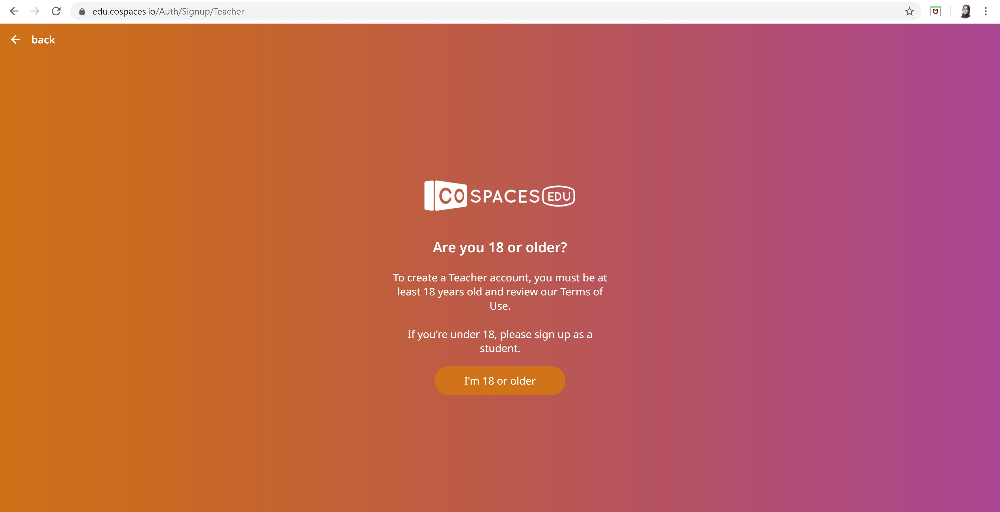 edu.cospaces.io/Auth/Signup/Teacher
back
CO SPACES EDU
Are you 18 or older?
To create a Teacher account, you must be at
least 18 years old and review our Terms of
Use.
If you're under 18, please sign up as a
student.
I'm 18 or older